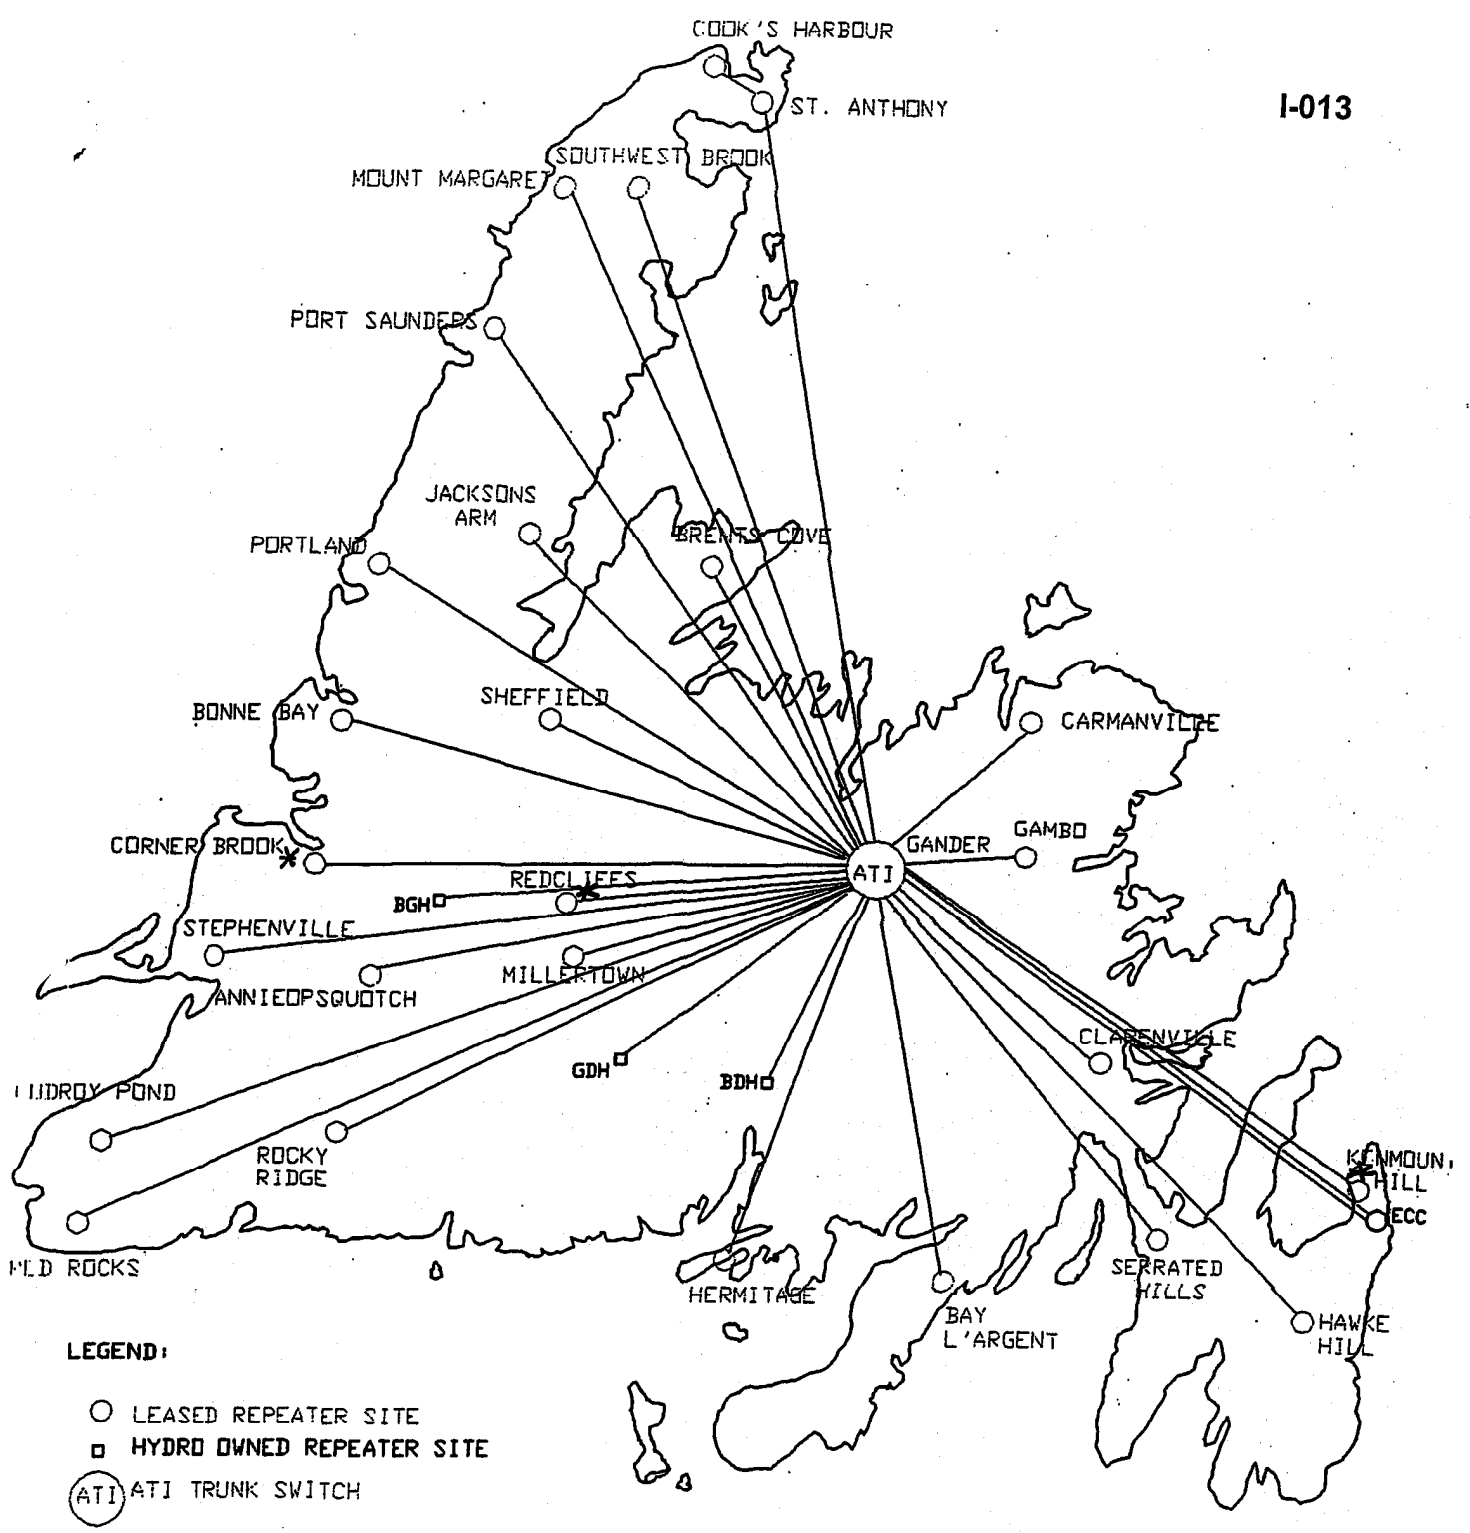 COOK'S HARBOUR
ST. ANTHONY
I-013
SOUTHWEST BROOK
MOUNT MARGARET
PORT SAUNDERS
JACKSONS
ARM
BRENTS COVE
PORTLAND
SHEFFIELD
BONNE BAY
CARMANVILLE
GAMBO
GANDER
CORNER BROOK*
ATI
REDCLIFFS*
BGH
STEPHENVILLE
MILLERTOWN
ANNIEOPSQUOTCH
CLARENVILLE
GDH
BDH
POND
ROCKY
RIDGE
KENMOUN
HILL
ECC
ROCKS
SERRATED
HILLS
HERMITAGE
BAY
L'ARGENT
HAWKE
HILL
LEGEND:
LEASED REPEATER SITE
HYDRO OWNED REPEATER SITE
ATI ATI TRUNK SWITCH